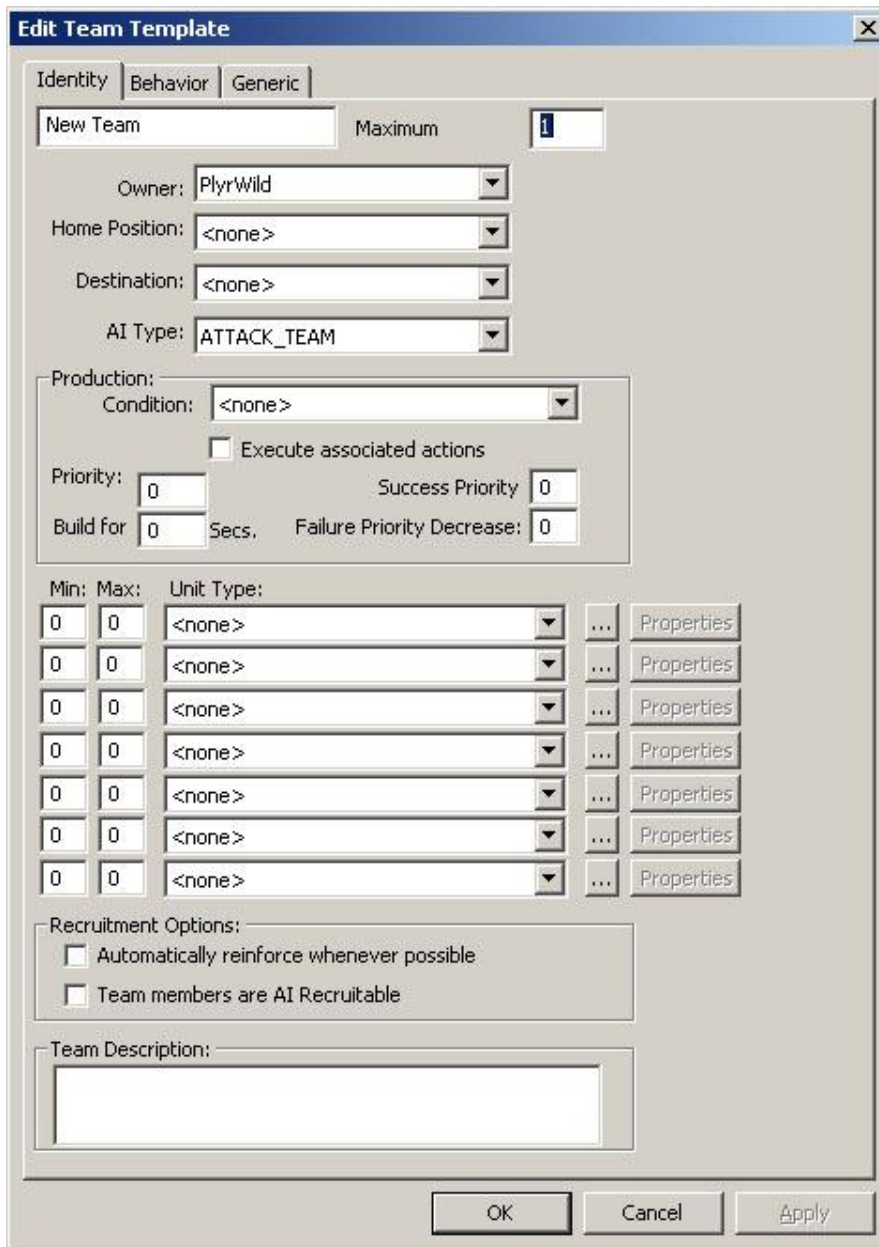 Edit Team Template
Identity Behavior Generic
New Team Maximum 1
Owner: PlyrWild
Home Position: <none>
Destination: <none>
AI Type: ATTACK_TEAM
Production:
Condition: <none>
Execute associated actions
Priority: 0 Success Priority 0
Build for 0 Secs. Failure Priority Decrease: 0
Min: Max: Unit Type:
0 0 <none> ... Properties
0 0 <none> ... Properties
0 0 <none> ... Properties
0 0 <none> ... Properties
0 0 <none> ... Properties
0 0 <none> ... Properties
0 0 <none> ... Properties
Recruitment Options:
Automatically reinforce whenever possible
Team members are AI Recruitable
Team Description:
OK Cancel Apply